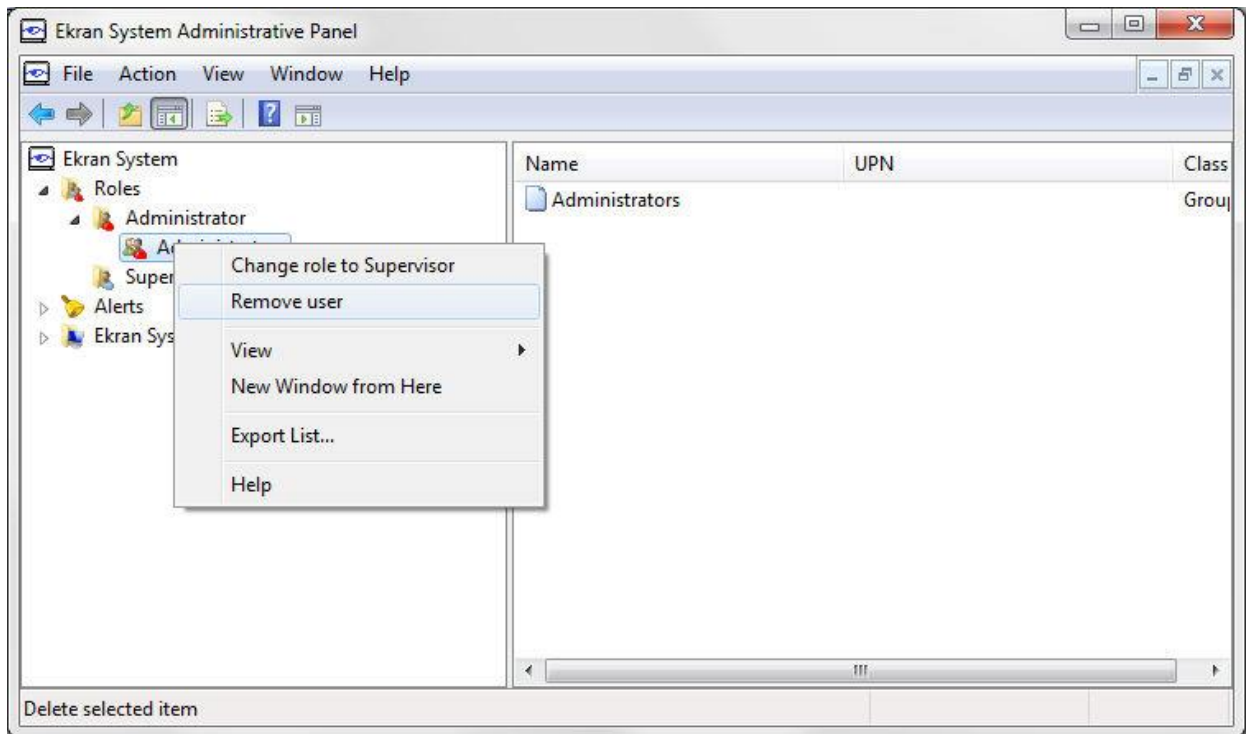 Ekran System Administrative Panel
File Action View Window Help
Ekran System
Roles
Administrator
Super
Alerts
Ekran Sys
Change role to Supervisor
Remove user
View
New Window from Here
Export List...
Help
Name UPN Class
Administrators Grou
Delete selected item